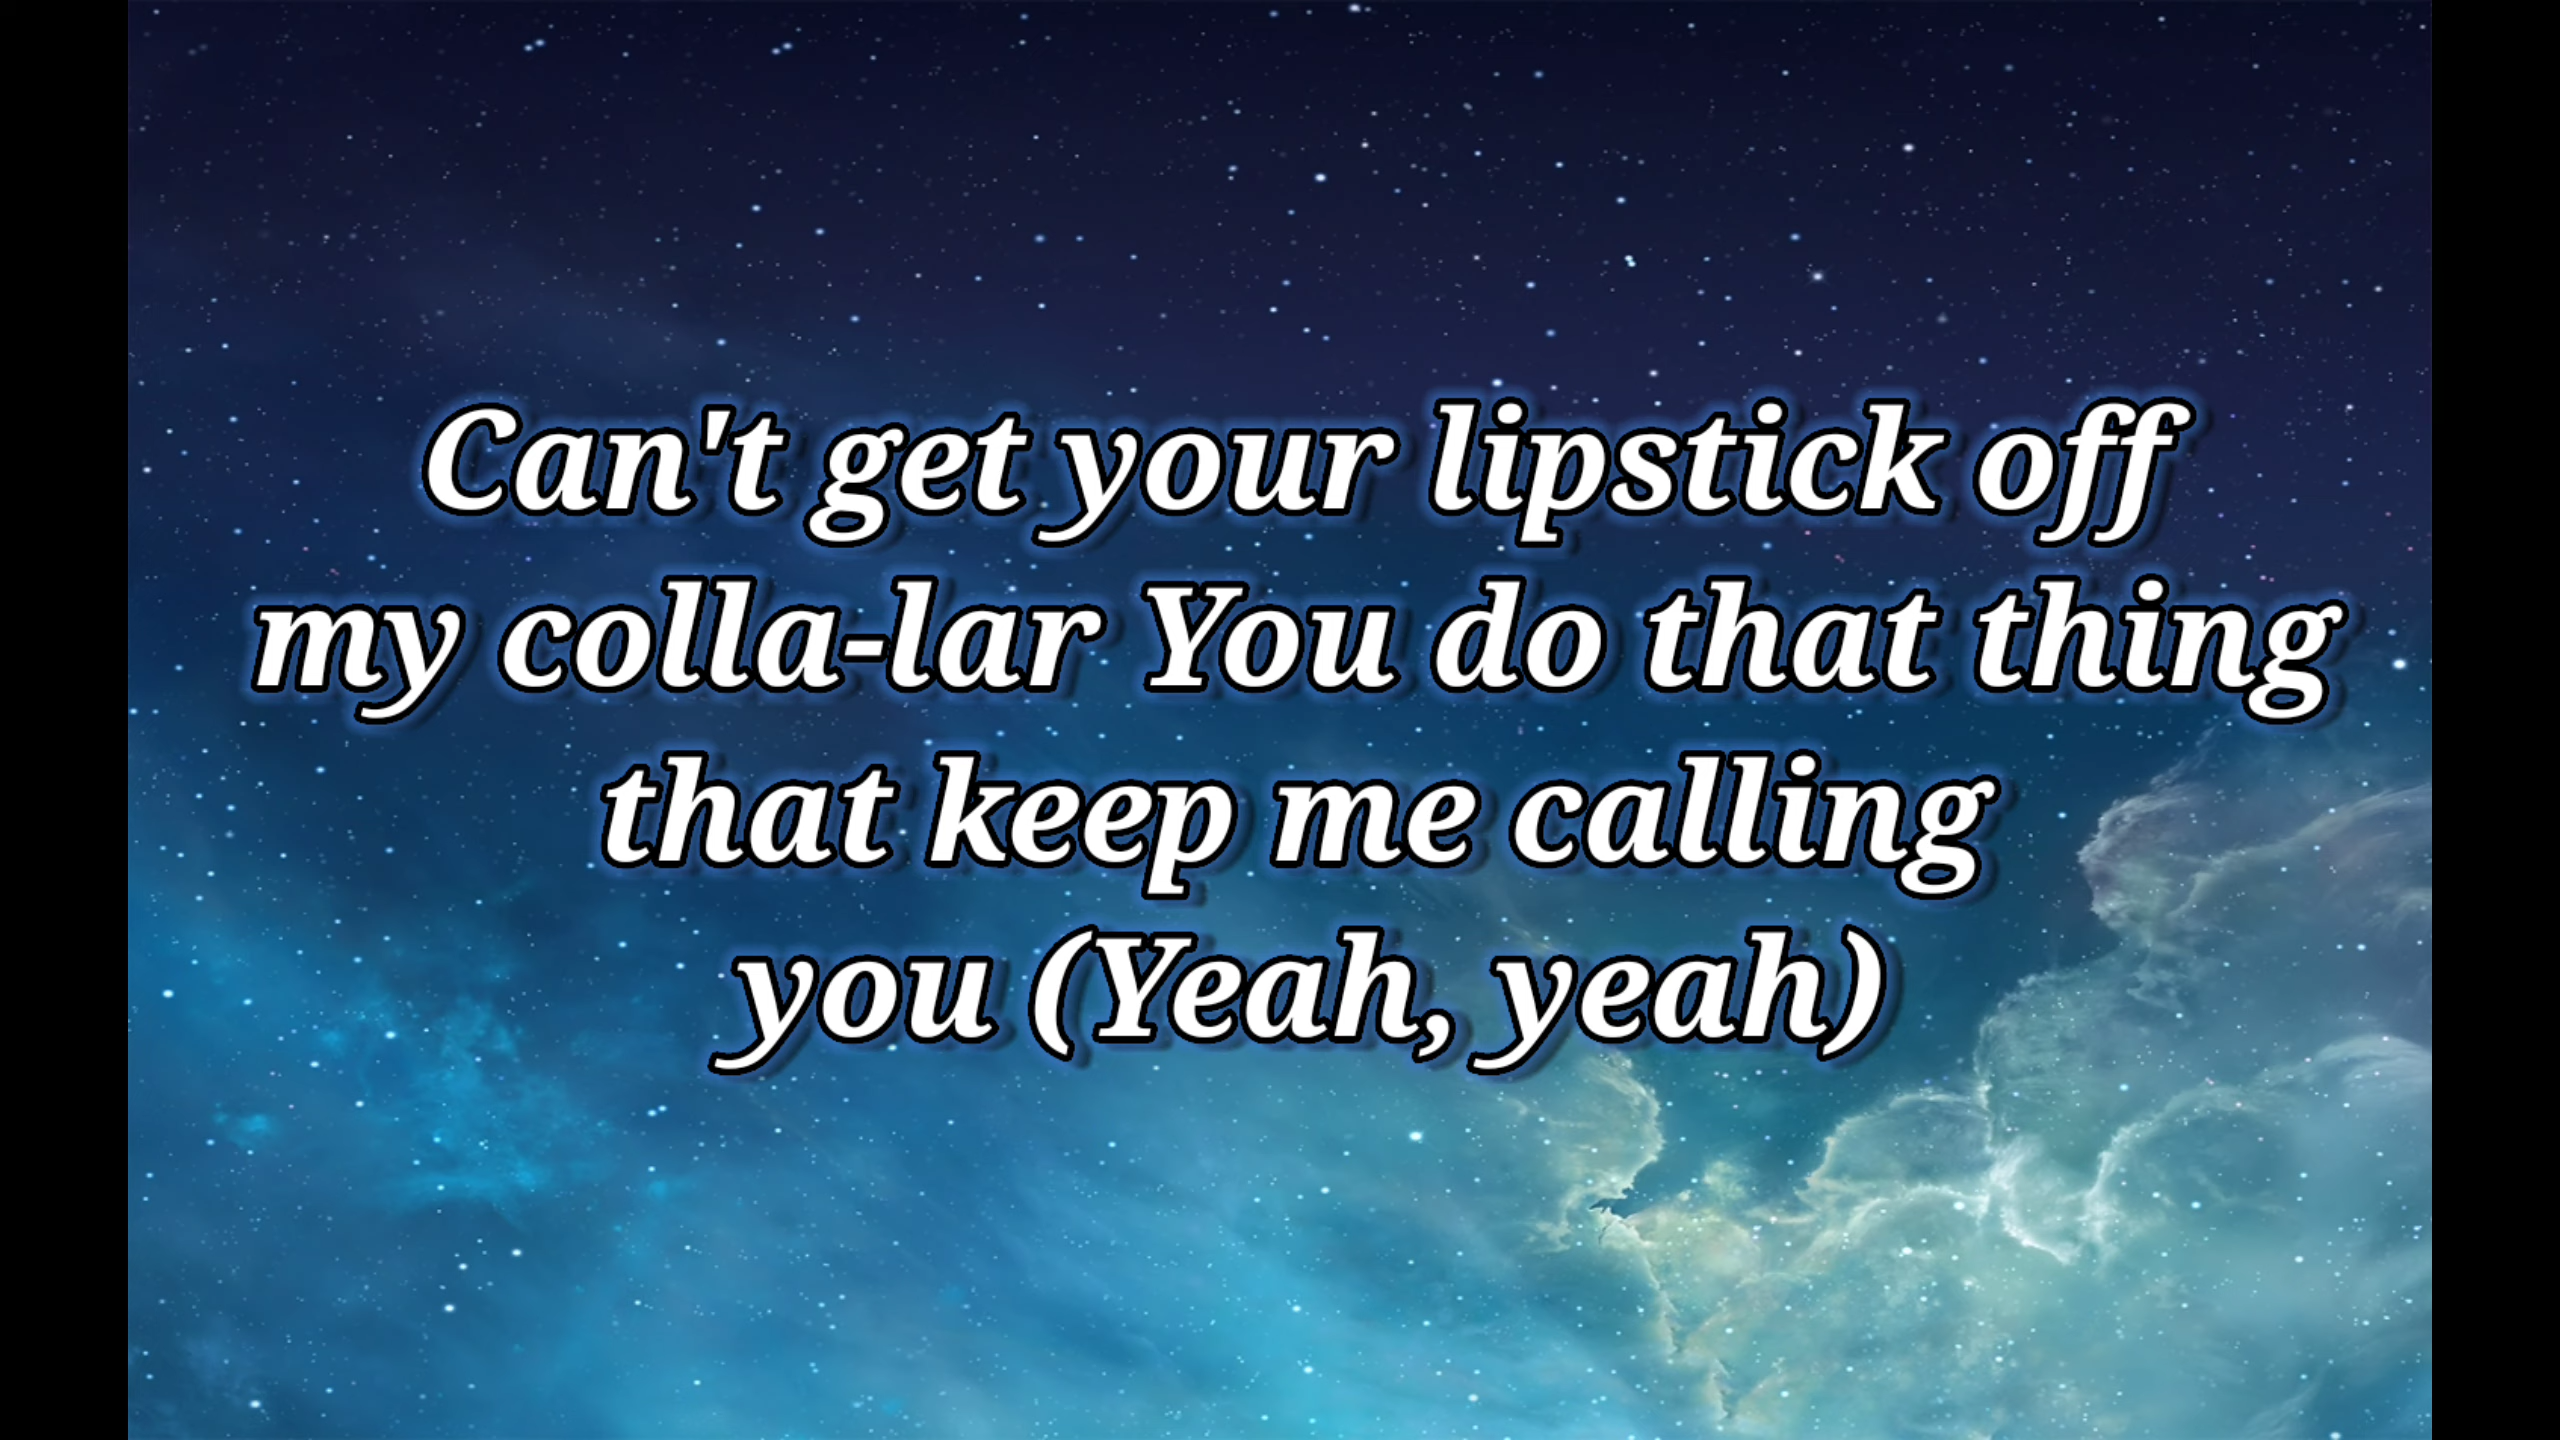 Can't get your lipstick off
my colla-lar You do that thing
that keep me calling
you (Yeah, yeah)